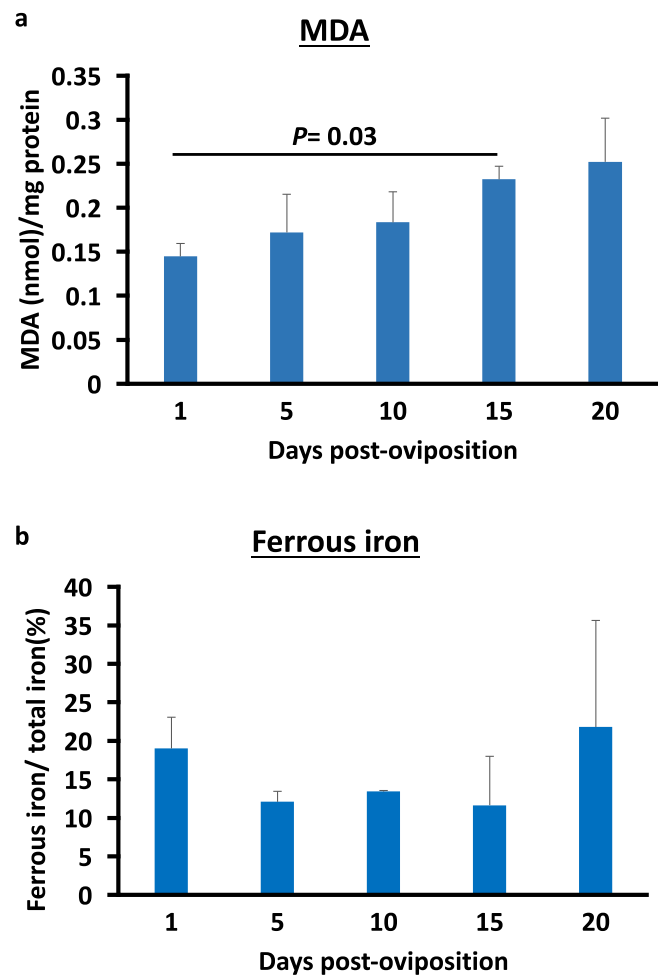 a
MDA
MDA (nmol)/mg protein
0.35
0.3
0.25
0.2
0.15
0.1
0.05
0
P= 0.03
1 5 10 15 20
Days post-oviposition
b
Ferrous iron
Ferrous iron/ total iron(%)
40
35
30
25
20
15
10
5
0
1 5 10 15 20
Days post-oviposition